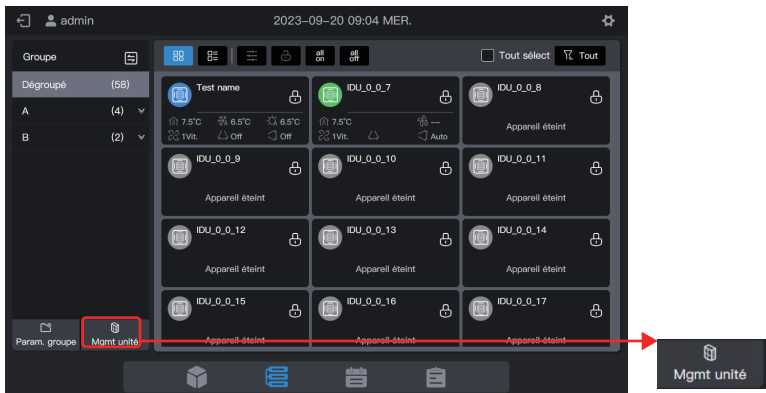 admin
2023-09-20 09:04 MER.
Groupe
Dégroupé (58)
A (4)
B (2)
Param. groupe
Mgmt unité
all on
all off
Tout sélect
Tout
Test name
7.5°C 6.5°C 6.5°C
1Vit. Off Off
IDU_0_0_7
7.5°C --
1Vit. Auto
IDU_0_0_8
Appareil éteint
IDU_0_0_9
Appareil éteint
IDU_0_0_10
Appareil éteint
IDU_0_0_11
Appareil éteint
IDU_0_0_12
Appareil éteint
IDU_0_0_13
Appareil éteint
IDU_0_0_14
Appareil éteint
IDU_0_0_15
Appareil éteint
IDU_0_0_16
Appareil éteint
IDU_0_0_17
Appareil éteint
Mgmt unité